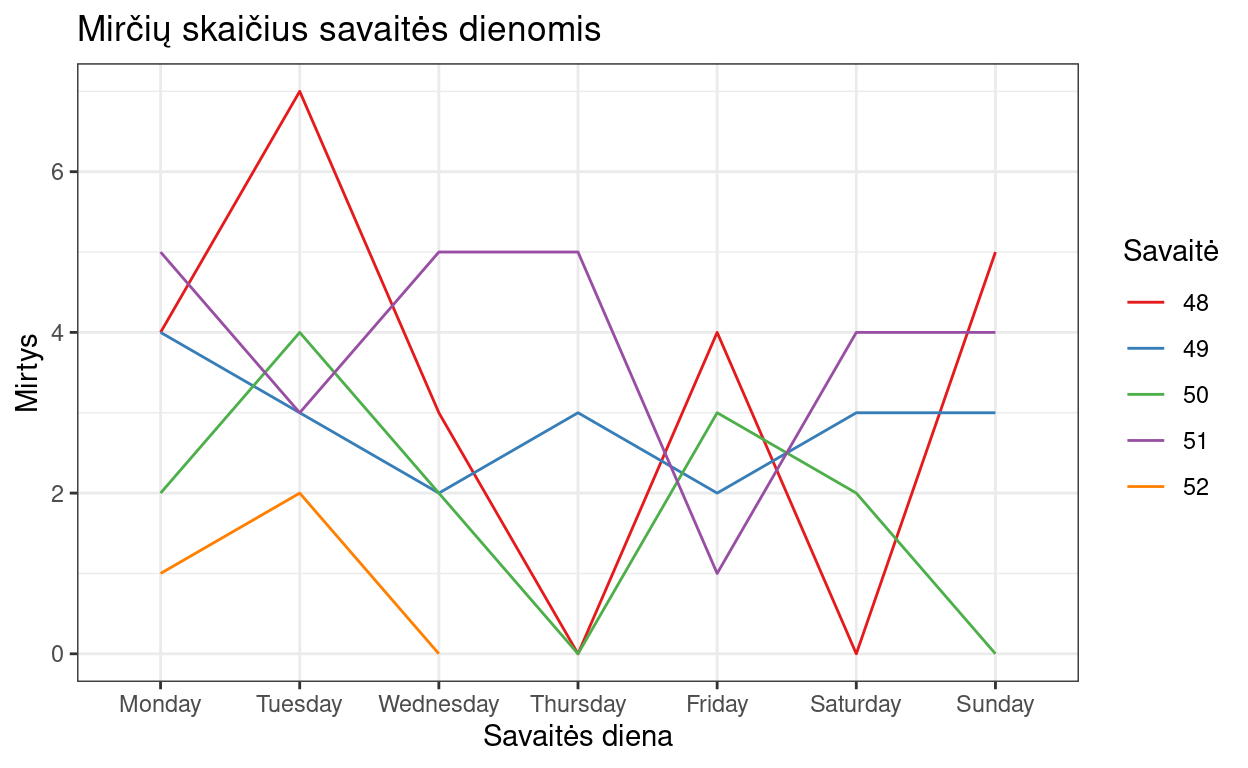 Mirčių skaičius savaitės dienomis
Mirtys
6
4
2
0
Monday Tuesday Wednesday Thursday Friday Saturday Sunday
Savaitės diena
Savaitė
48
49
50
51
52